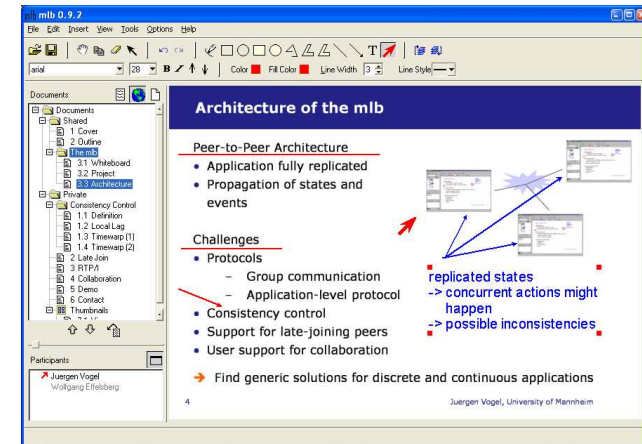 mlb 0.9.2
File Edit Insert View Tools Options Help
T
arial 28 B Color Fill Color Line Width 3 Line Style
Documents
Documents
Shared
1 Cover
2 Outline
The mlb
3.1 Whiteboard
3.2 Project
3.3 Architecture
Private
Consistency Control
1.1 Definition
1.2 Local Lag
1.3 Timewarp (1)
1.4 Timewarp (2)
2 Late Join
3 RTP/I
4 Collaboration
5 Demo
6 Contact
Thumbnails
Participants
Juergen Vogel
Wolfgang Effelsberg
Architecture of the mlb
Peer-to-Peer Architecture
• Application fully replicated
• Propagation of states and
events
Challenges
• Protocols
– Group communication
– Application-level protocol
• Consistency control
• Support for late-joining peers
• User support for collaboration
➔ Find generic solutions for discrete and continuous applications
replicated states
-> concurrent actions might
happen
-> possible inconsistencies
4
Juergen Vogel, University of Mannheim